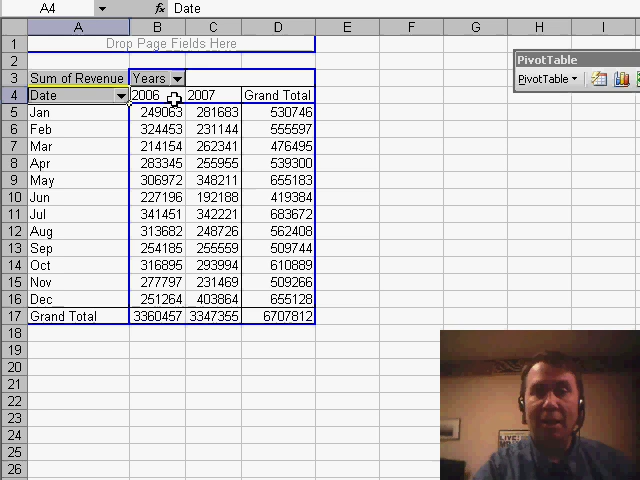 A4 fx Date
A B C D E F G H I
1 Drop Page Fields Here
2
3 Sum of Revenue Years
4 Date 2006 2007 Grand Total
5 Jan 249063 281683 530746
6 Feb 324453 231144 555597
7 Mar 214154 262341 476495
8 Apr 283345 255955 539300
9 May 306972 348211 655183
10 Jun 227196 192188 419384
11 Jul 341451 342221 683672
12 Aug 313682 248726 562408
13 Sep 254185 255559 509744
14 Oct 316895 293994 610889
15 Nov 277797 231469 509266
16 Dec 251264 403864 655128
17 Grand Total 3360457 3347355 6707812
18
19
20
21
22
23
24
25
26
PivotTable
PivotTable
LIVE